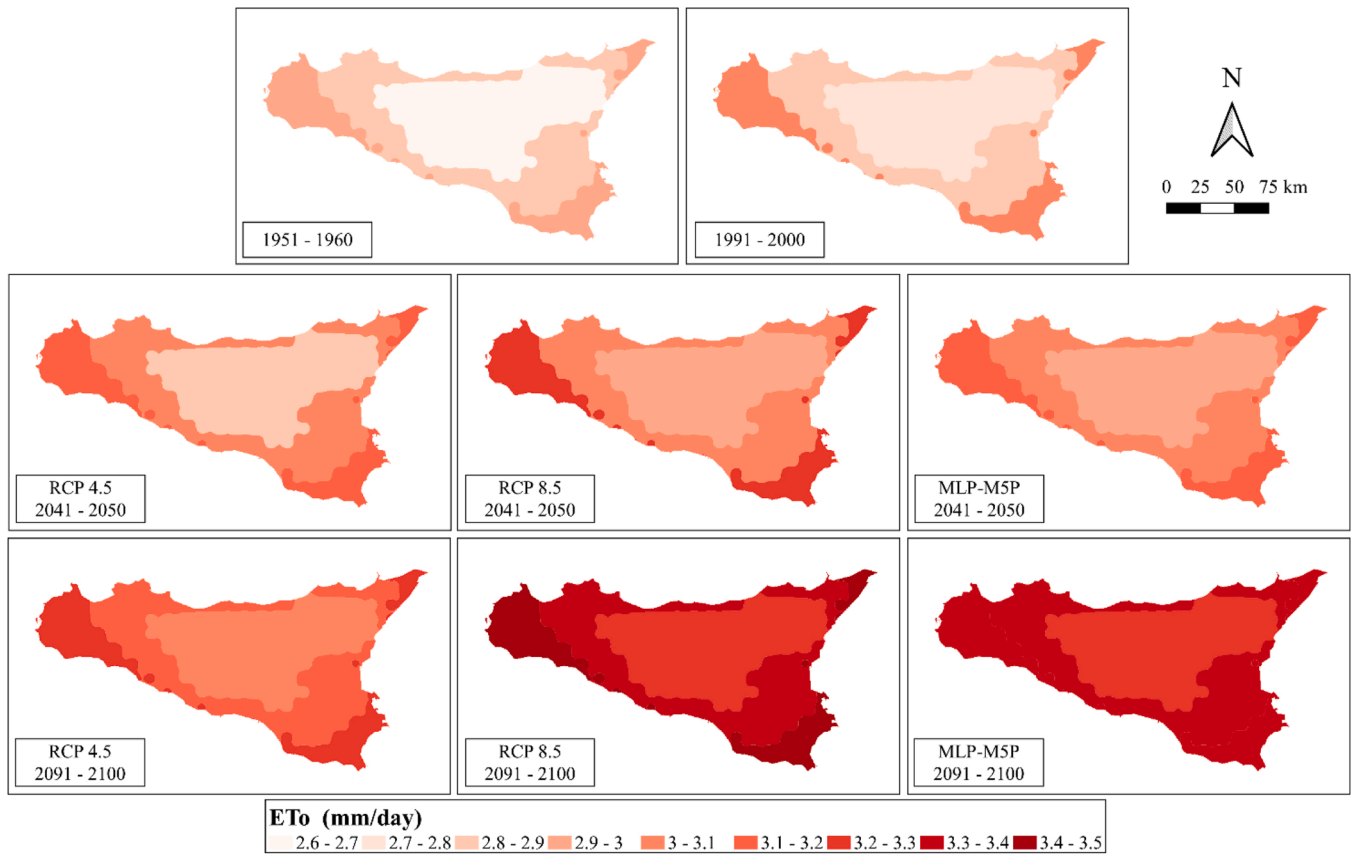 1951 - 1960
1991 - 2000
N
0 25 50 75 km
RCP 4.5
2041 - 2050
RCP 8.5
2041 - 2050
MLP-M5P
2041 - 2050
RCP 4.5
2091 - 2100
RCP 8.5
2091 - 2100
MLP-M5P
2091 - 2100
ETo (mm/day)
2.6 - 2.7 2.7 - 2.8 2.8 - 2.9 2.9 - 3 3 - 3.1 3.1 - 3.2 3.2 - 3.3 3.3 - 3.4 3.4 - 3.5